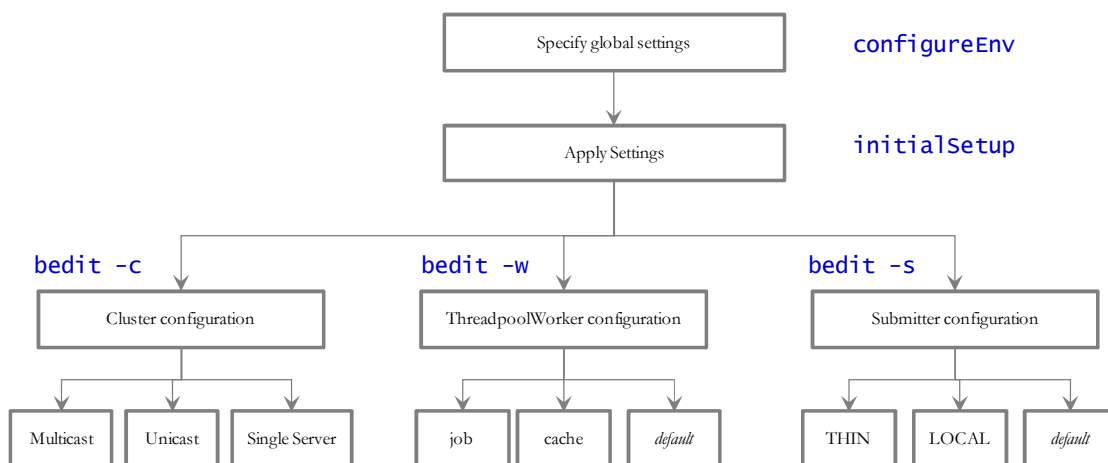 Specify global settings
configureEnv
Apply Settings
initialSetup
bedit -c
bedit -w
bedit -s
Cluster configuration
ThreadpoolWorker configuration
Submitter configuration
Multicast
Unicast
Single Server
job
cache
default
THIN
LOCAL
default